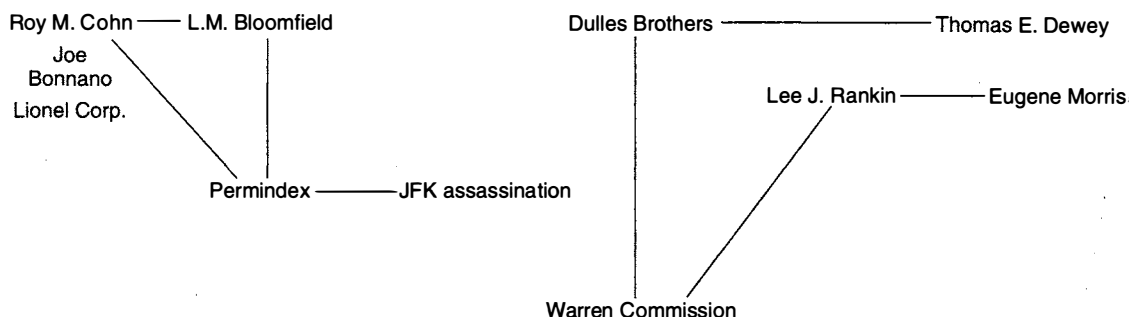 Roy M. Cohn L.M. Bloomfield Dulles Brothers Thomas E. Dewey
Joe
Bonnano
Lionel Corp.
Lee J. Rankin Eugene Morris
Permindex JFK assassination
Warren Commission